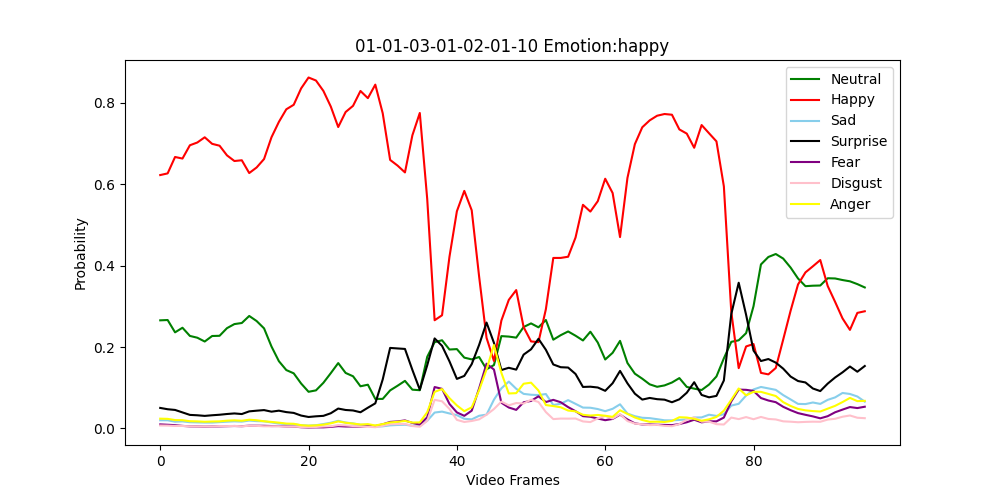 01-01-03-01-02-01-10 Emotion:happy
Probability
0.8
0.6
0.4
0.2
0.0
0
20
40
60
80
Video Frames
Neutral
Happy
Sad
Surprise
Fear
Disgust
Anger